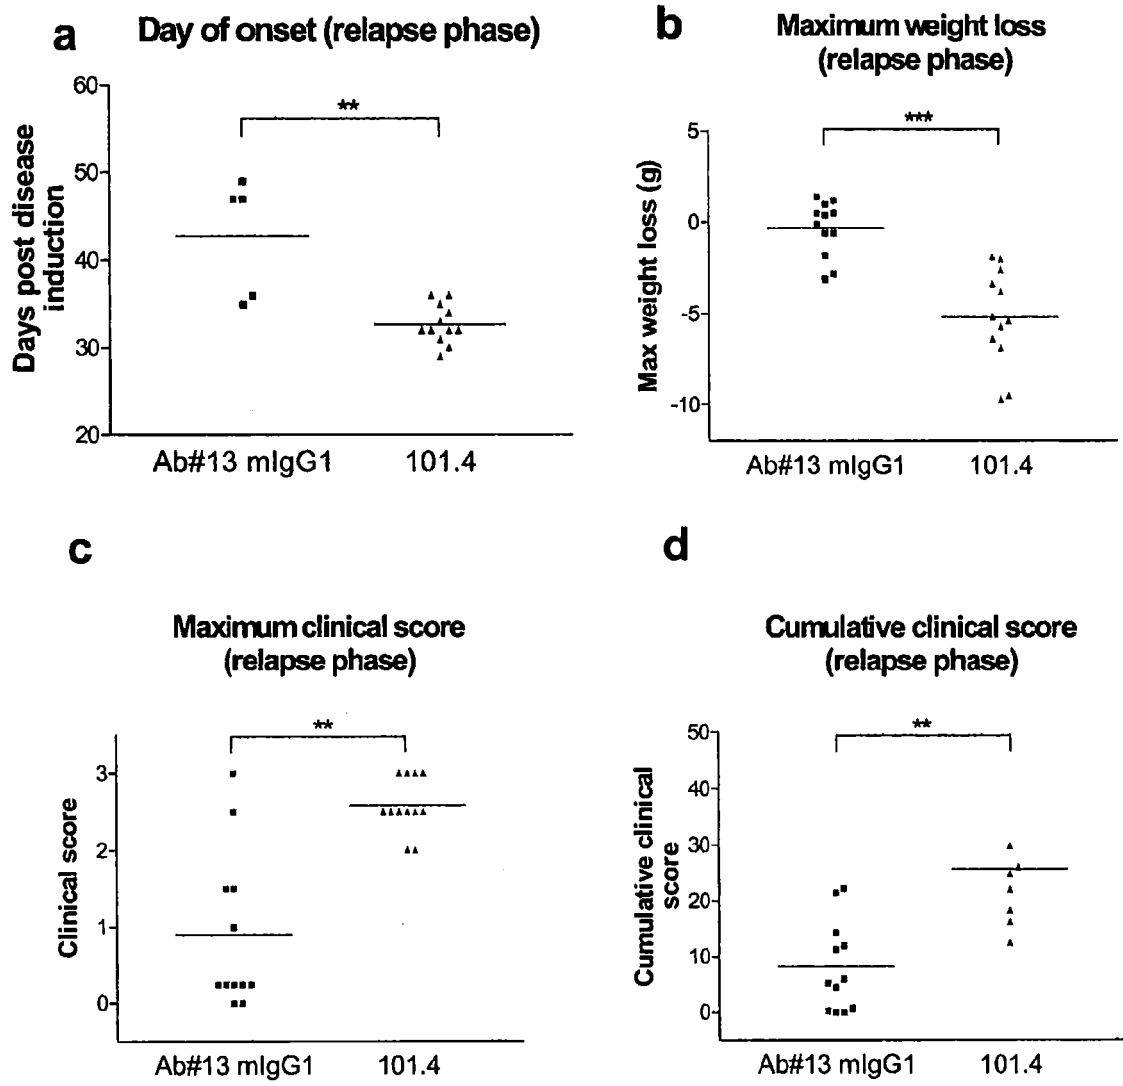 a
Day of onset (relapse phase)
60
50
40
30
20
Days post disease
induction
**
Ab#13 mIgG1
101.4
b
Maximum weight loss
(relapse phase)
5
0
-5
-10
Max weight loss (g)
***
Ab#13 mIgG1
101.4
c
Maximum clinical score
(relapse phase)
3
2
1
0
Clinical score
**
Ab#13 mIgG1
101.4
d
Cumulative clinical score
(relapse phase)
50
40
30
20
10
0
Cumulative clinical
score
**
Ab#13 mIgG1
101.4